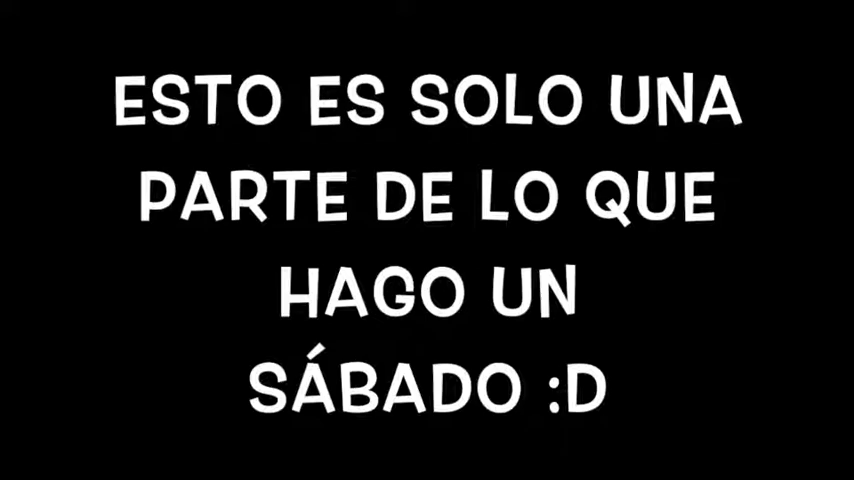 ESTO ES SOLO UNA
PARTE DE LO QUE
HAGO UN
SÁBADO :D